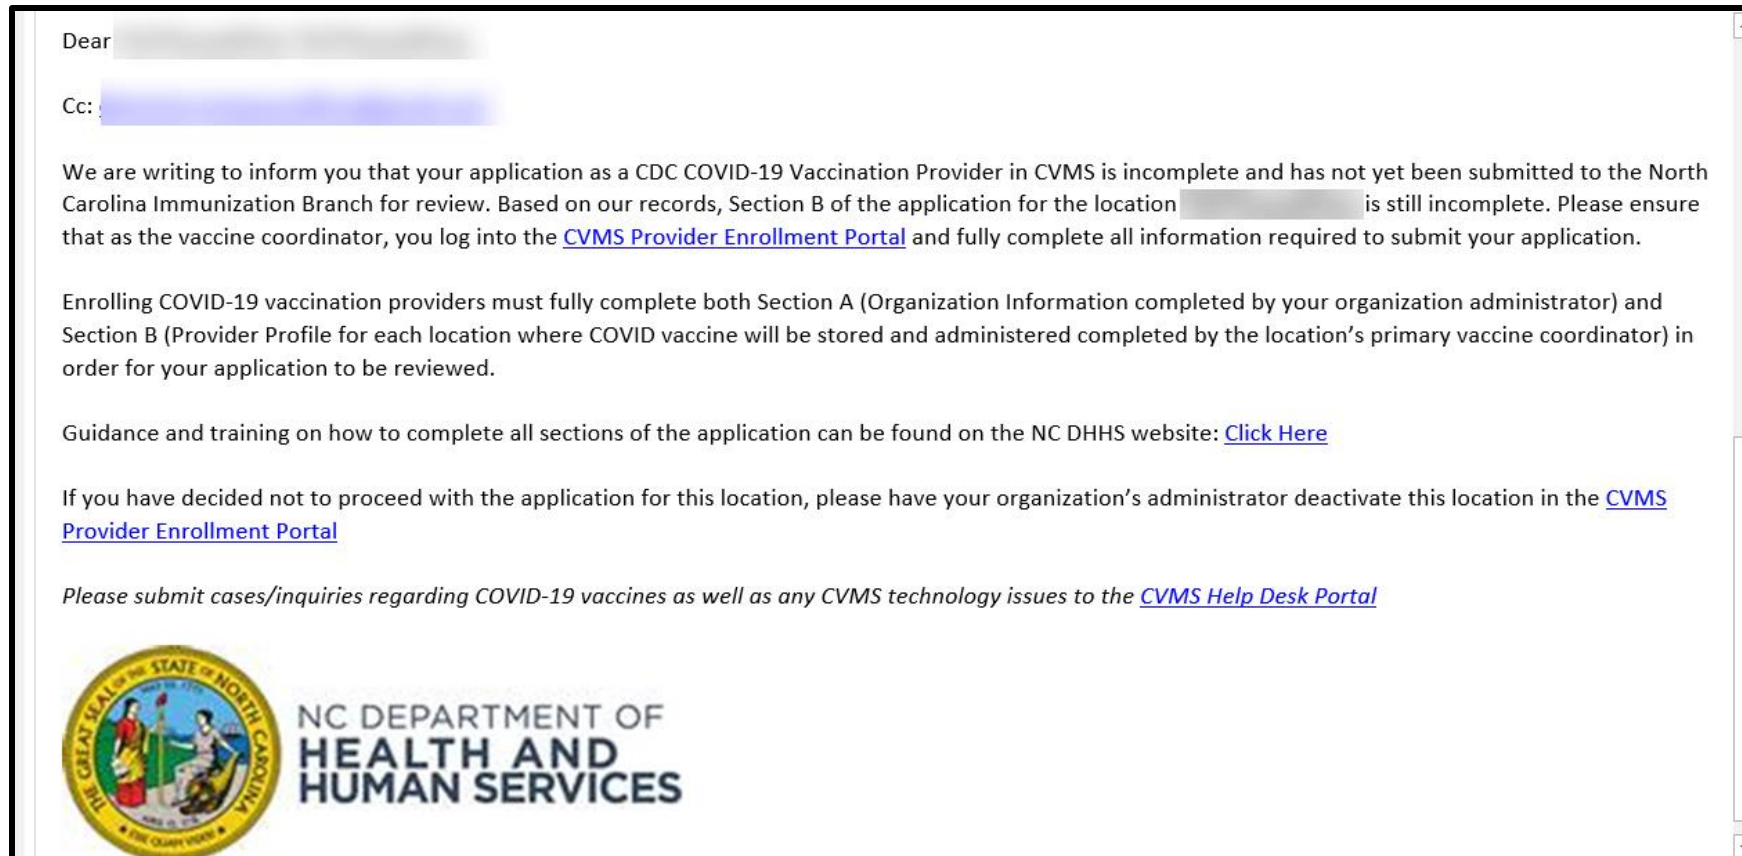 Dear
Cc:
We are writing to inform you that your application as a CDC COVID-19 Vaccination Provider in CVMS is incomplete and has not yet been submitted to the North
Carolina Immunization Branch for review. Based on our records, Section B of the application for the location is still incomplete. Please ensure
that as the vaccine coordinator, you log into the CVMS Provider Enrollment Portal and fully complete all information required to submit your application.
Enrolling COVID-19 vaccination providers must fully complete both Section A (Organization Information completed by your organization administrator) and
Section B (Provider Profile for each location where COVID vaccine will be stored and administered completed by the location’s primary vaccine coordinator) in
order for your application to be reviewed.
Guidance and training on how to complete all sections of the application can be found on the NC DHHS website: Click Here
If you have decided not to proceed with the application for this location, please have your organization’s administrator deactivate this location in the CVMS
Provider Enrollment Portal
Please submit cases/inquiries regarding COVID-19 vaccines as well as any CVMS technology issues to the CVMS Help Desk Portal
THE GREAT SEAL OF THE STATE OF NORTH CAROLINA
NC DEPARTMENT OF
HEALTH AND
HUMAN SERVICES